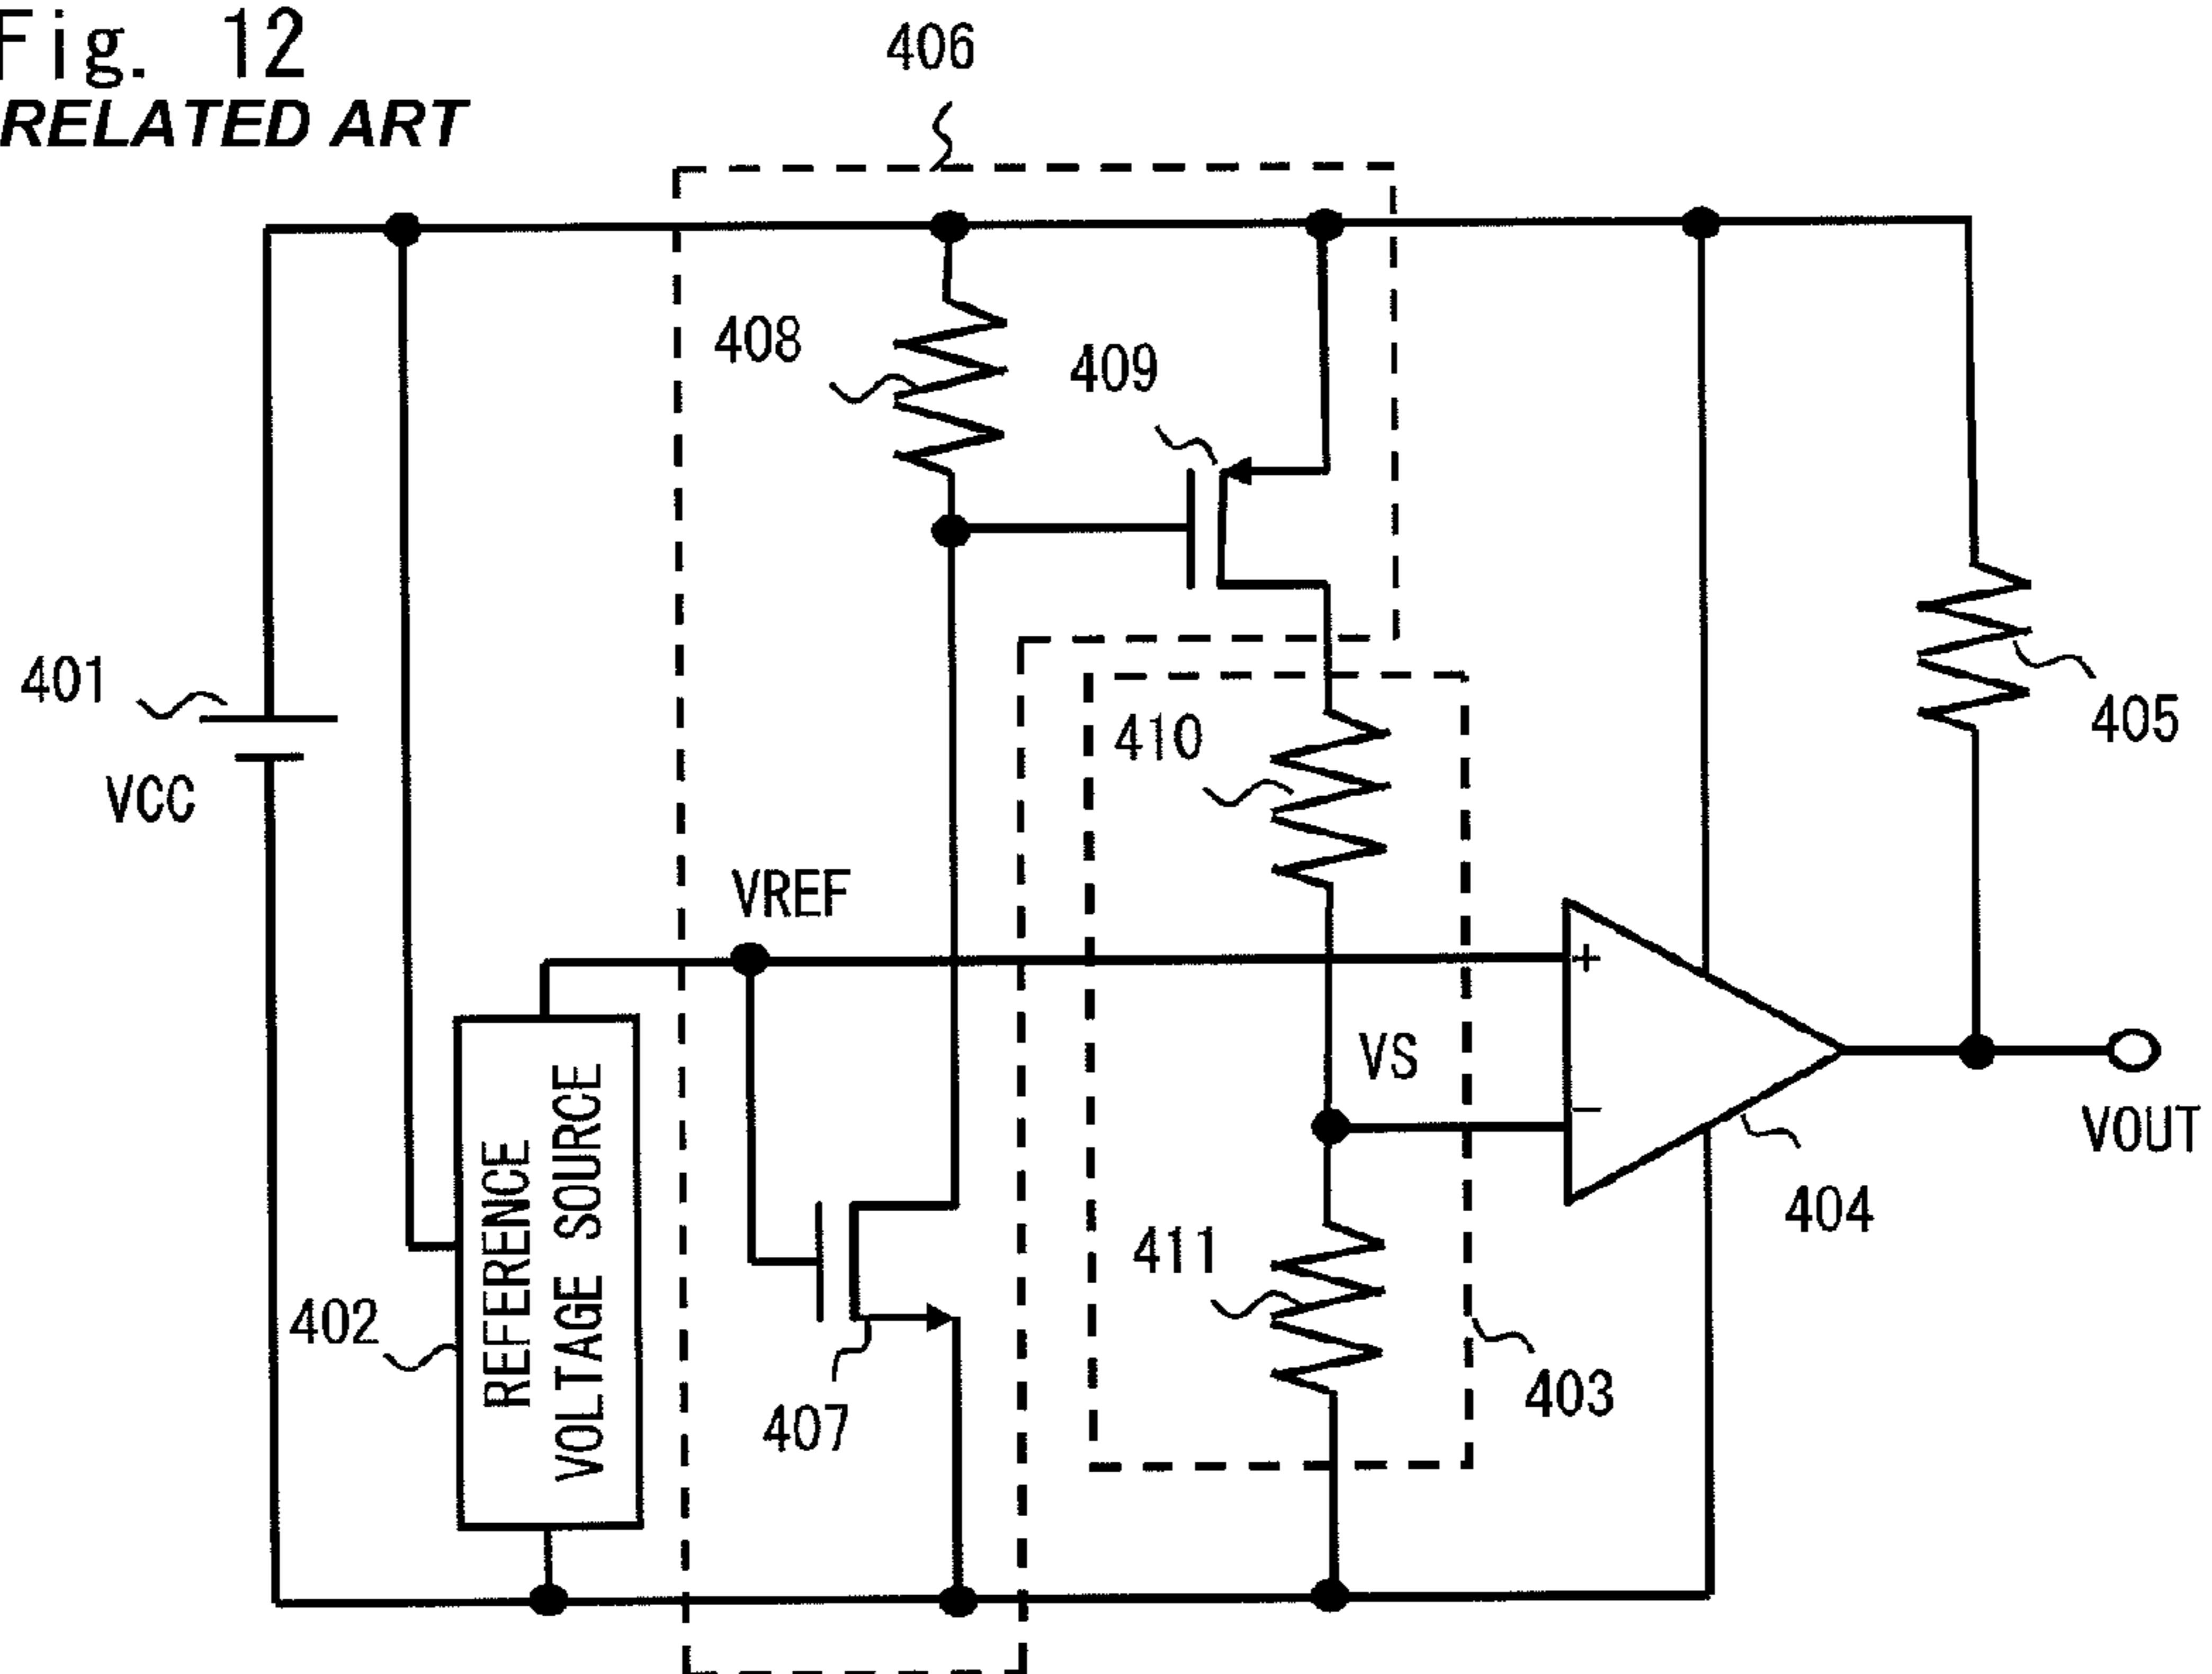 Fig. 12
RELATED ART
406
408
409
401
VCC
410
405
VREF
VS
VOUT
REFERENCE
VOLTAGE SOURCE
402
407
411
403
404
+
−